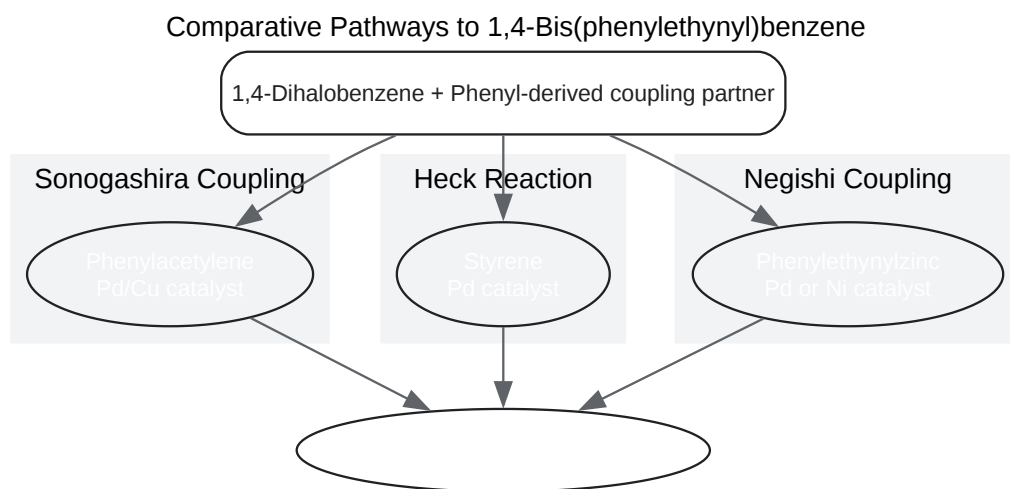 Comparative Pathways to 1,4-Bis(phenylethynyl)benzene
1,4-Dihalobenzene + Phenyl-derived coupling partner
Sonogashira Coupling
Heck Reaction
Negishi Coupling
Phenylacetylene
Pd/Cu catalyst
Styrene
Pd catalyst
Phenylethynylzinc
Pd or Ni catalyst